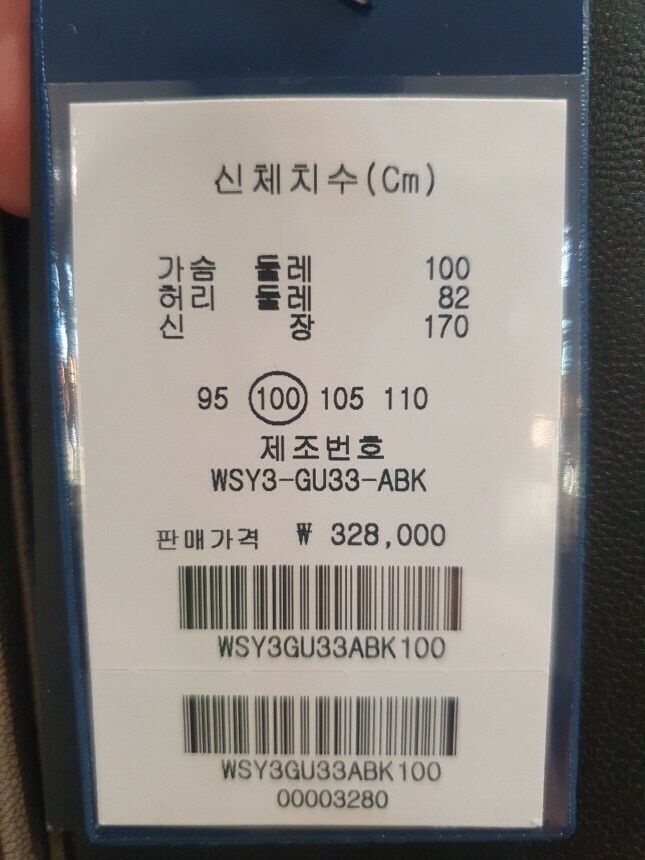 신체치수(Cm)
가슴 둘레 100
허리 둘레 82
신 장 170
95 100 105 110
제조번호
WSY3-GU33-ABK
판매가격 ₩ 328,000
WSY3GU33ABK100
WSY3GU33ABK100
00003280